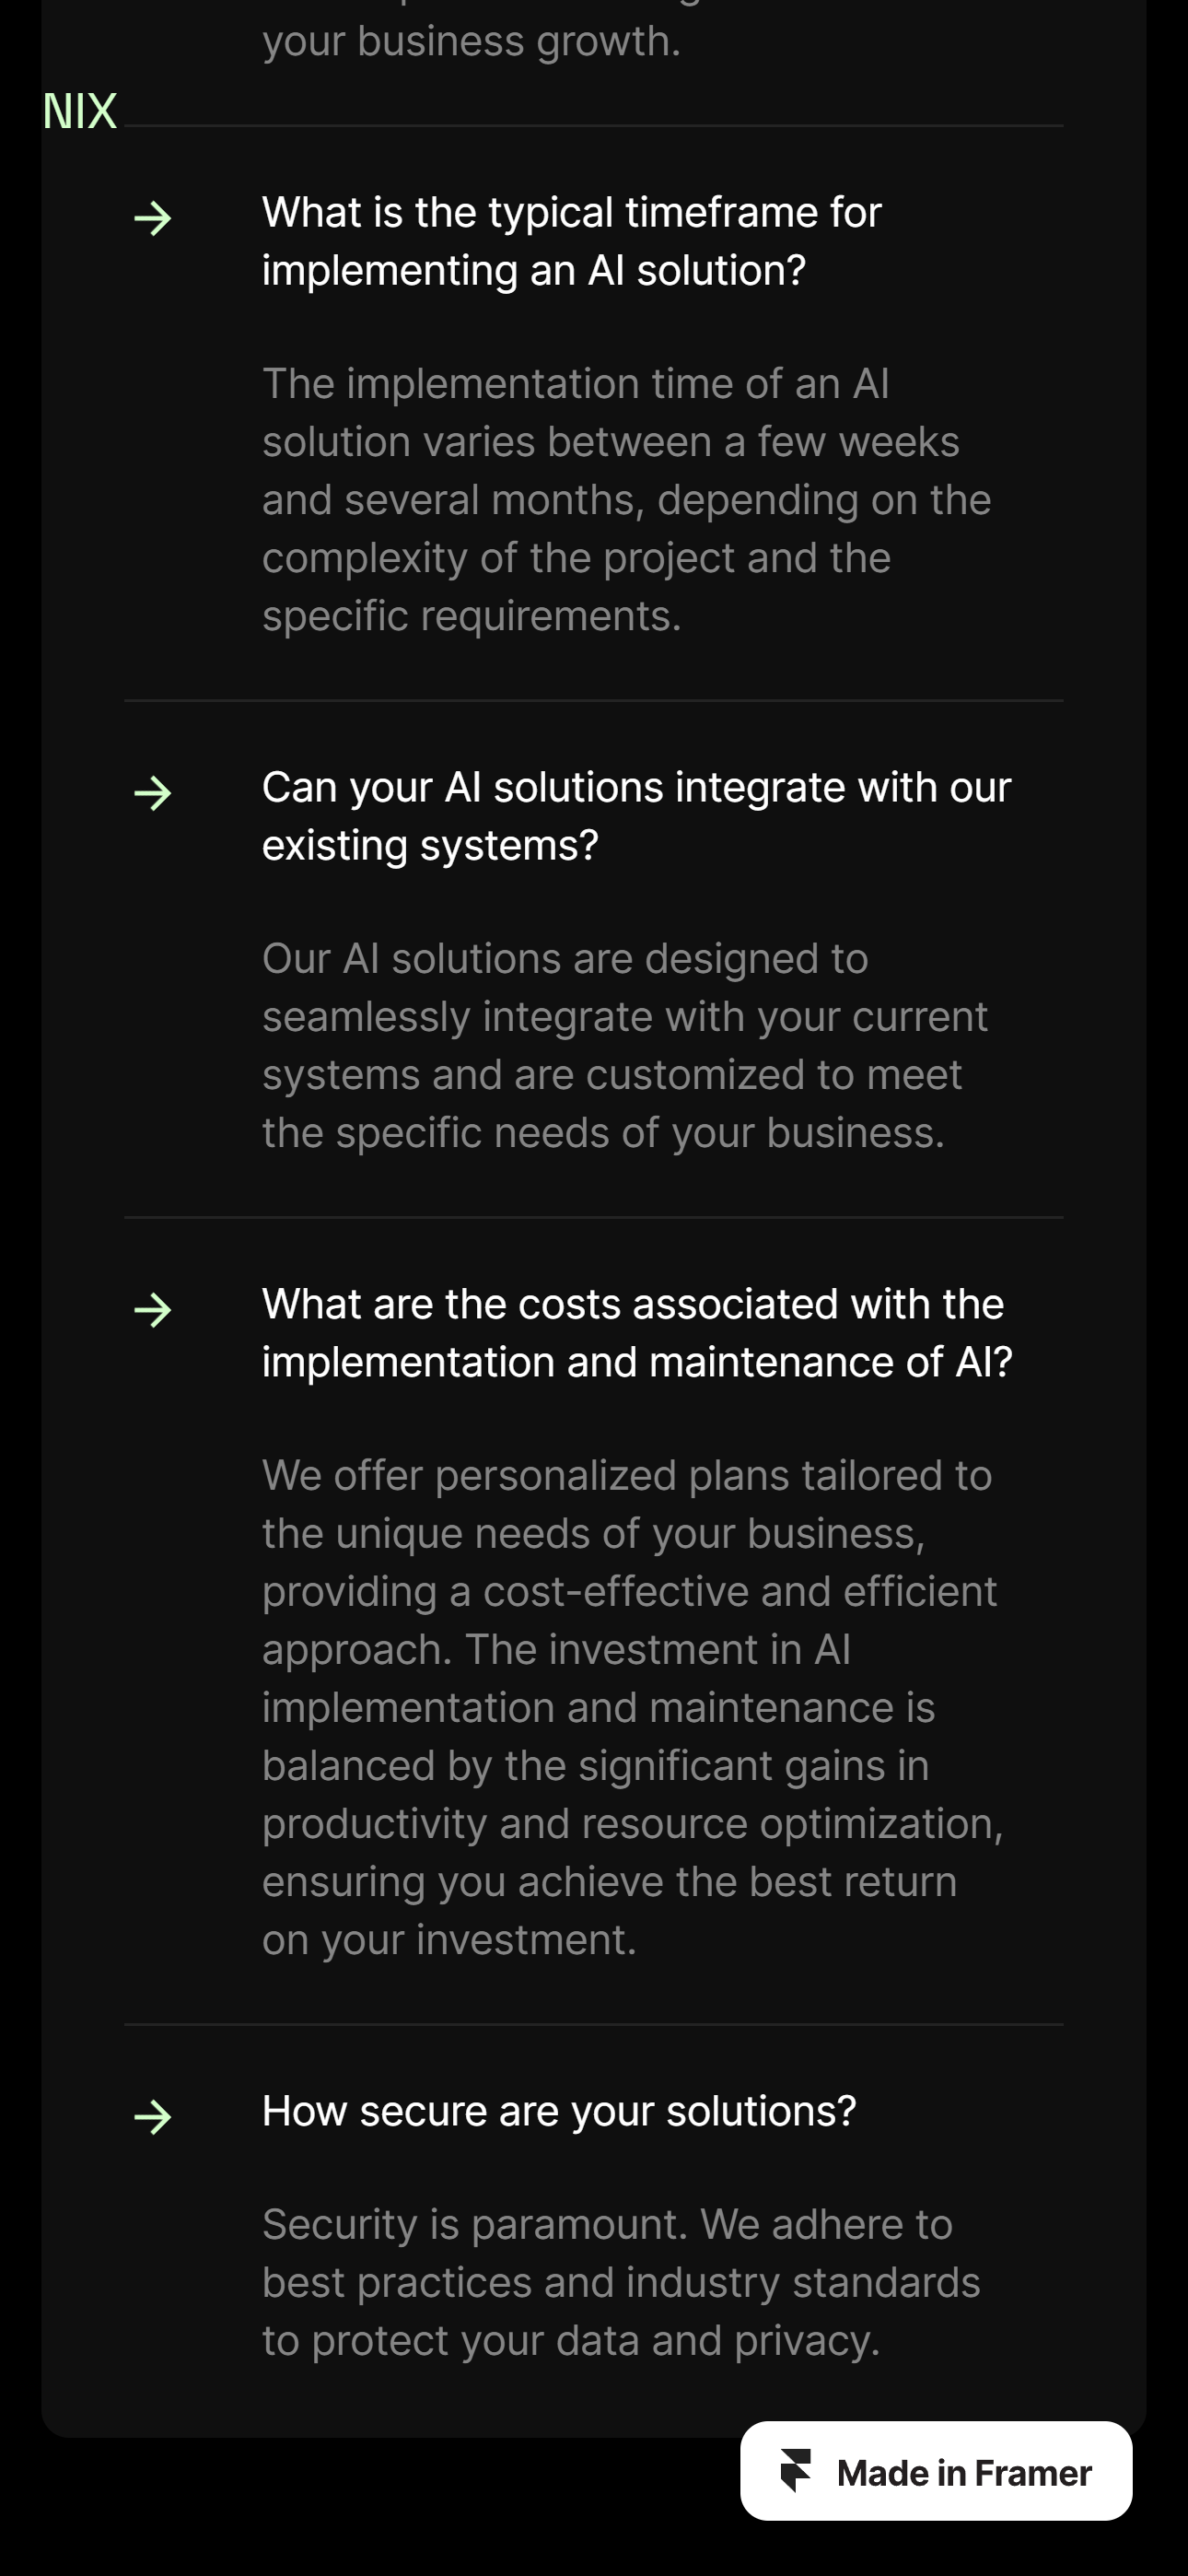 your business growth.
NIX
What is the typical timeframe for
implementing an AI solution?
The implementation time of an AI
solution varies between a few weeks
and several months, depending on the
complexity of the project and the
specific requirements.
Can your AI solutions integrate with our
existing systems?
Our AI solutions are designed to
seamlessly integrate with your current
systems and are customized to meet
the specific needs of your business.
What are the costs associated with the
implementation and maintenance of AI?
We offer personalized plans tailored to
the unique needs of your business,
providing a cost-effective and efficient
approach. The investment in AI
implementation and maintenance is
balanced by the significant gains in
productivity and resource optimization,
ensuring you achieve the best return
on your investment.
How secure are your solutions?
Security is paramount. We adhere to
best practices and industry standards
to protect your data and privacy.
Made in Framer